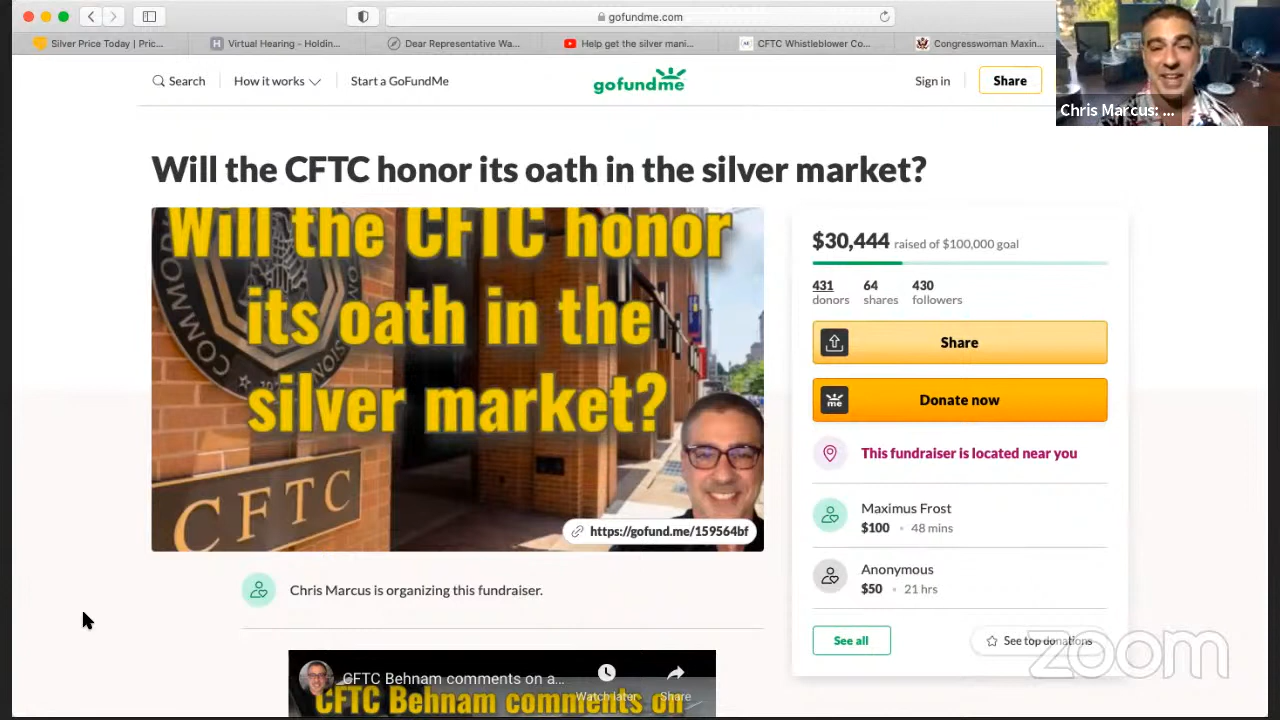 gofundme.com
Silver Price Today | Pric...
Virtual Hearing - Holdin...
Dear Representative Wa...
Help get the silver mani...
CFTC Whistleblower Co...
Congresswoman Maxin...
Chris Marcus: ...
Search
How it works
Start a GoFundMe
gofundme
Sign in
Share
Will the CFTC honor its oath in the silver market?
Will the CFTC honor
its oath in the
silver market?
COMMO
SION
CFTC
https://gofund.me/159564bf
$30,444 raised of $100,000 goal
431 64 430
donors shares followers
Share
me Donate now
This fundraiser is located near you
Maximus Frost
$100 • 48 mins
Anonymous
$50 • 21 hrs
See all
See top donations
Chris Marcus is organizing this fundraiser.
CFTC Behnam comments on a...
Watch later
Share
CFTC Behnam comments on
zoom